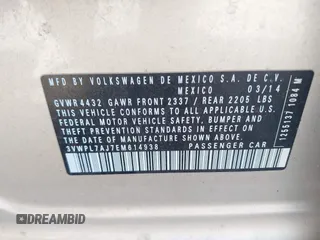 MFD. BY VOLKSWAGEN DE MEXICO S.A. DE C.V.
MEXICO 03/14
GVWR 4432 GAWR FRONT 2337 / REAR 2205 LBS
THIS VEHICLE CONFORMS TO ALL APPLICABLE U.S.
FEDERAL MOTOR VEHICLE SAFETY, BUMPER AND
THEFT PREVENTION STANDARDS IN EFFECT ON THE
DATE OF MANUFACTURE SHOWN ABOVE.
3VWPL7AJ7EM614938 PASSENGER CAR
1255137 1084 M
DREAMBID